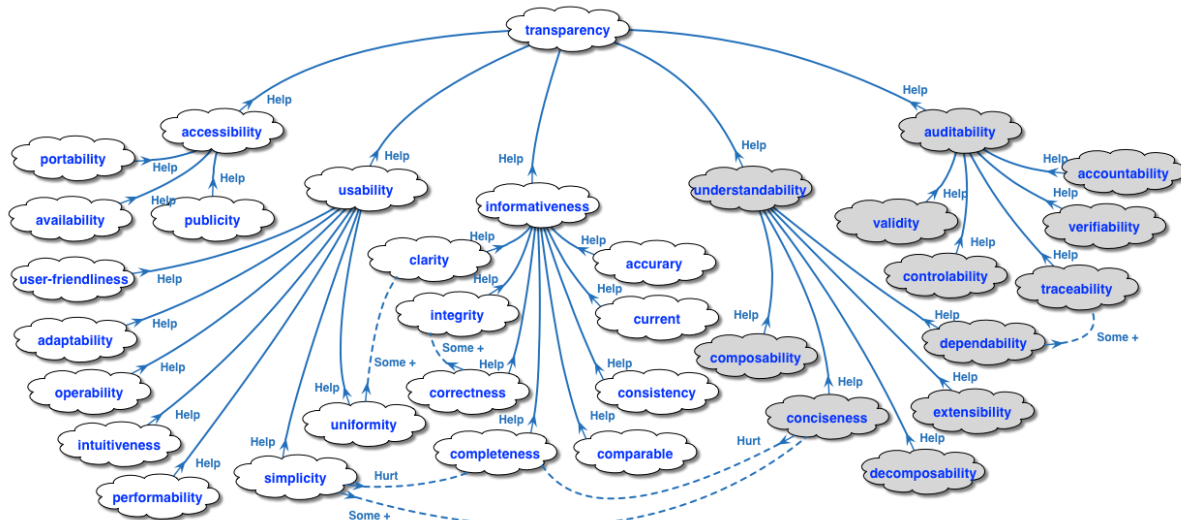 transparency
Help
Help
accessibility
auditability
portability
Help
Help
Help
Help
Help
accountability
usability
informativeness
understandability
Help
Help
availability
publicity
Help
validity
Help
verifiability
clarity
Help
Help
accurary
user-friendliness
Help
Help
controlability
Help
traceability
integrity
Help
Help
current
adaptability
Help
Help
composability
Help
dependability
Some +
Some +
Some +
operability
Help
correctness
Help
Help
consistency
Help
Help
conciseness
extensibility
intuitiveness
Help
Help
uniformity
Help
Help
Help
performability
Help
Help
simplicity
Hurt
completeness
comparable
Hurt
decomposability
Some +